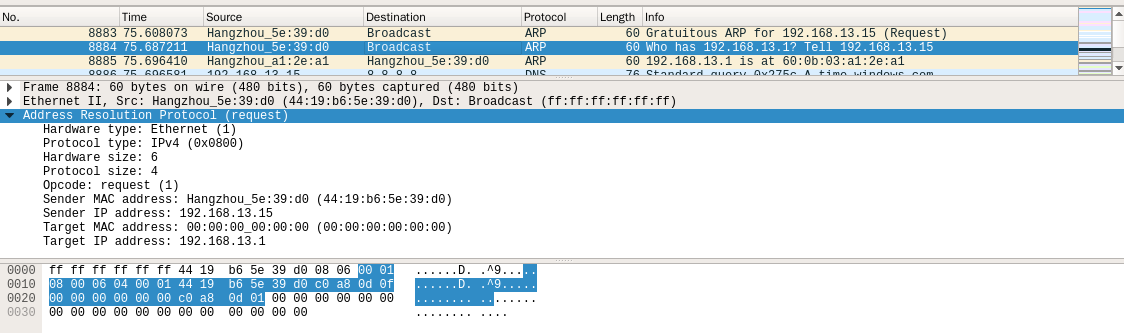 No. Time Source Destination Protocol Length Info
8883 75.608073 Hangzhou_5e:39:d0 Broadcast ARP 60 Gratuitous ARP for 192.168.13.15 (Request)
8884 75.687211 Hangzhou_5e:39:d0 Broadcast ARP 60 Who has 192.168.13.1? Tell 192.168.13.15
8885 75.696410 Hangzhou_a1:2e:a1 Hangzhou_5e:39:d0 ARP 60 192.168.13.1 is at 60:0b:03:a1:2e:a1
8886 75.696581 192.168.13.15 8.8.8.8 DNS 76 Standard query 0x275c A time.windows.com
Frame 8884: 60 bytes on wire (480 bits), 60 bytes captured (480 bits)
Ethernet II, Src: Hangzhou_5e:39:d0 (44:19:b6:5e:39:d0), Dst: Broadcast (ff:ff:ff:ff:ff:ff)
Address Resolution Protocol (request)
Hardware type: Ethernet (1)
Protocol type: IPv4 (0x0800)
Hardware size: 6
Protocol size: 4
Opcode: request (1)
Sender MAC address: Hangzhou_5e:39:d0 (44:19:b6:5e:39:d0)
Sender IP address: 192.168.13.15
Target MAC address: 00:00:00_00:00:00 (00:00:00:00:00:00)
Target IP address: 192.168.13.1
0000 ff ff ff ff ff ff 44 19 b6 5e 39 d0 08 06 00 01 ......D. .^9.....
0010 08 00 06 04 00 01 44 19 b6 5e 39 d0 c0 a8 0d 0f ......D. .^9.....
0020 00 00 00 00 00 00 c0 a8 0d 01 00 00 00 00 00 00 ........ ........
0030 00 00 00 00 00 00 00 00 00 00 00 00 ........ ....